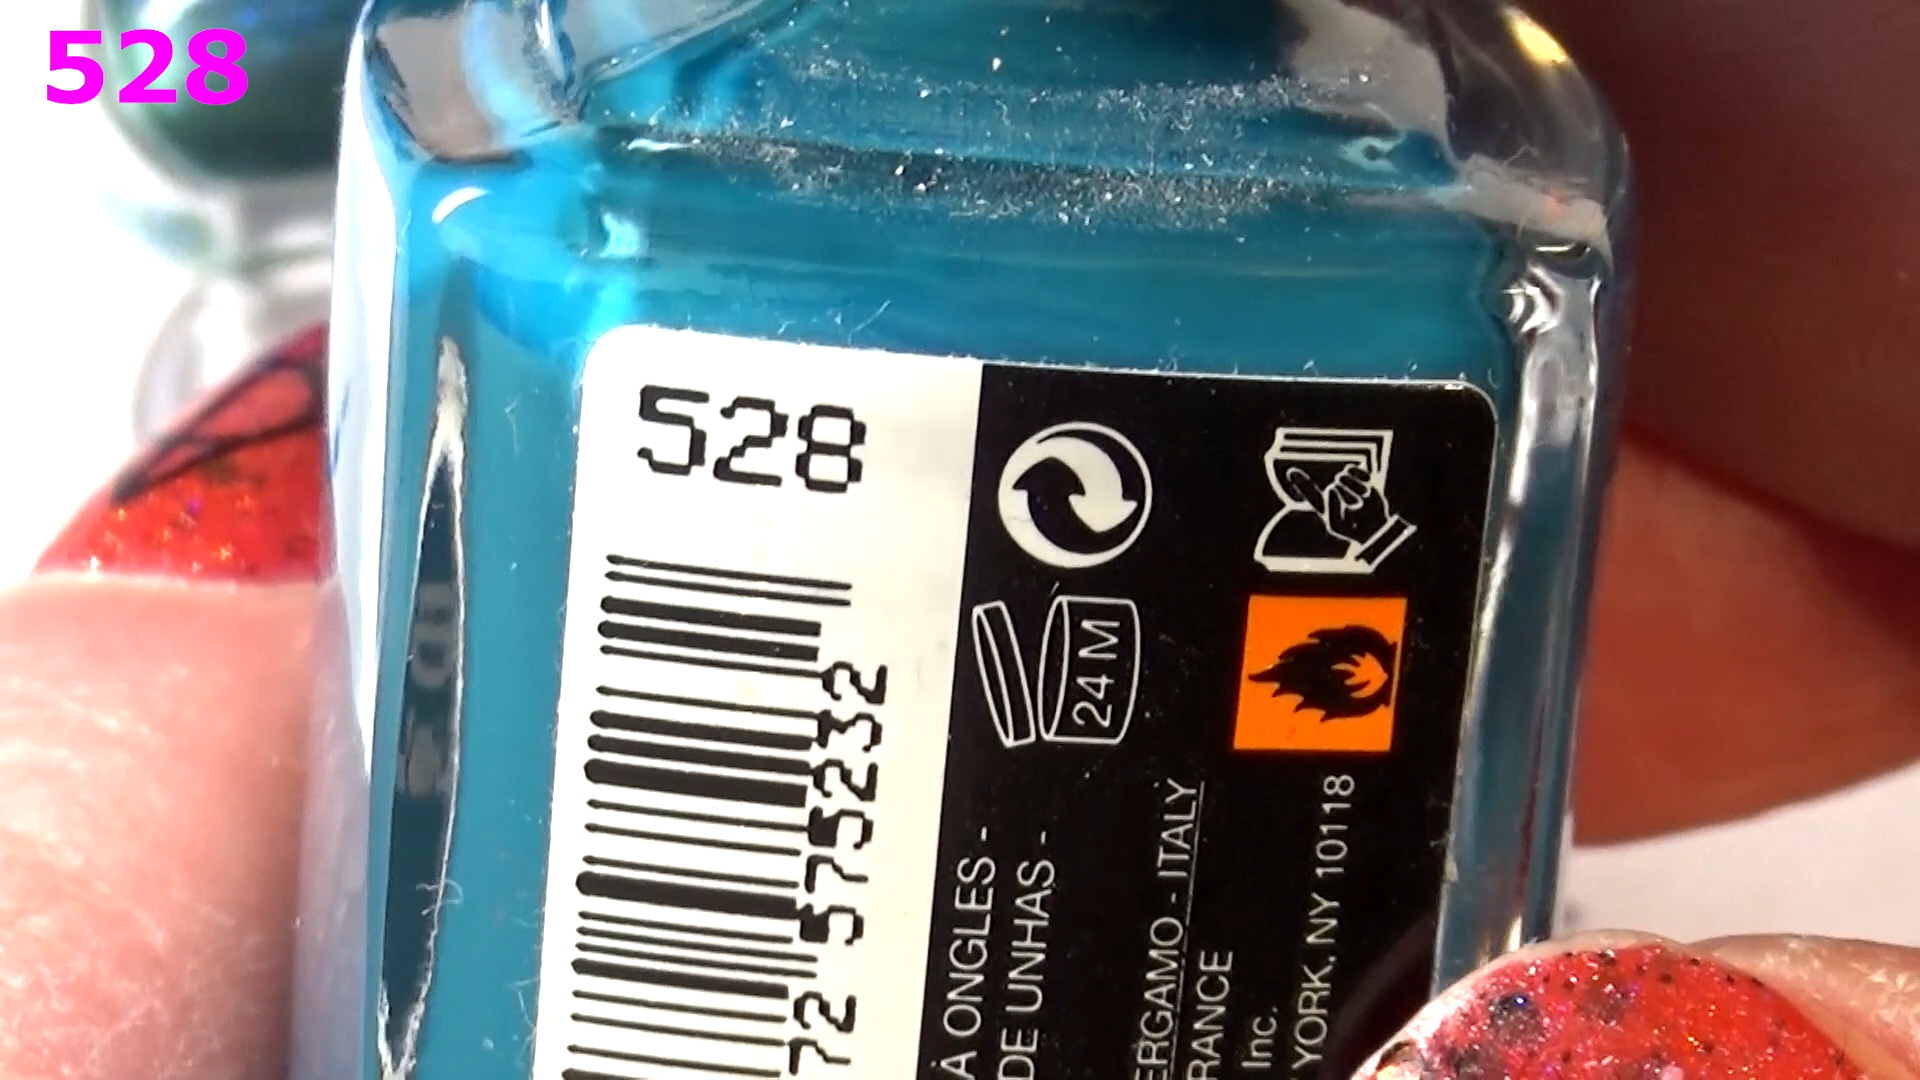 528
528
72 575232
24 M
À ONGLES -
DE UNHAS -
ERGAMO - ITALY
RANCE
Inc.
YORK, NY 10118